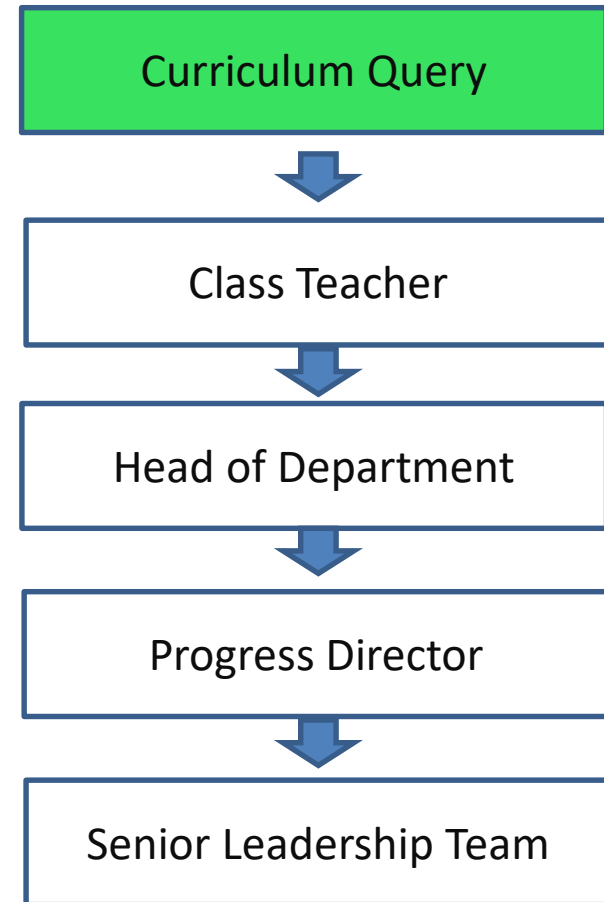 Curriculum Query
Class Teacher
Head of Department
Progress Director
Senior Leadership Team